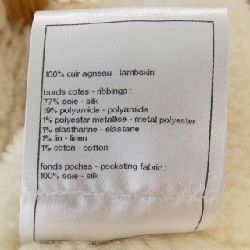 100% cuir agneau - lambskin
bords cotes - ribbings :
77% soie - silk
19% polyamide - polyamide
1% polyester metallise - metal polyester
1% elasthanne - elastane
1% lin - linen
1% coton - cotton
fonds poches - pocketing fabric :
100% soie - silk